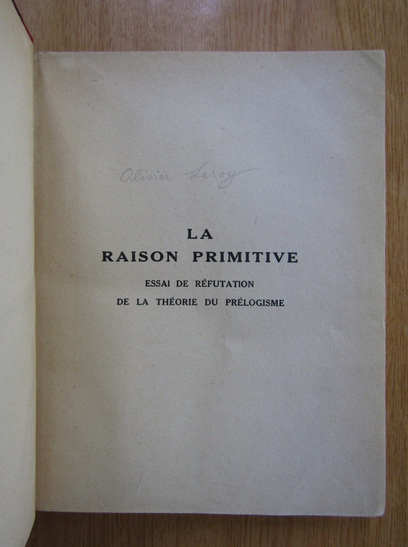 Olivier Leroy
LA
RAISON PRIMITIVE
ESSAI DE RÉFUTATION
DE LA THÉORIE DU PRÉLOGISME